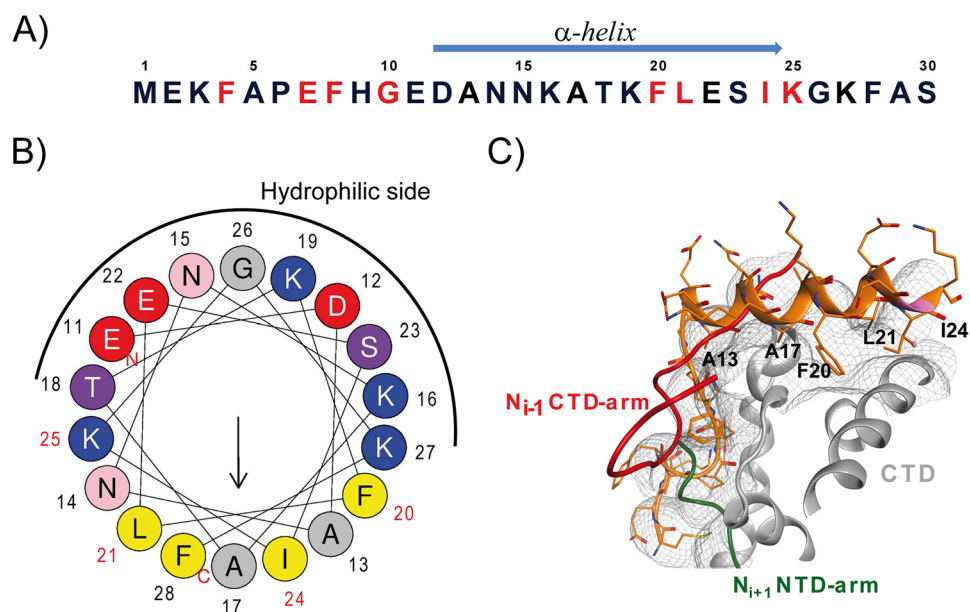 A)
α-helix
1 5 10 15 20 25 30
MEKFAPEFHGEDANNKATKFLESIKGKFAS
B)
Hydrophilic side
26
15 19
22 N G K 12
E D
11 23
E N S
18 T K 16
25 K K 27
14 N F 20
L A
21 F C A I 13
28 17 24
C)
A13 A17 F20 L21 I24
Ni-1 CTD-arm
CTD
Ni+1 NTD-arm